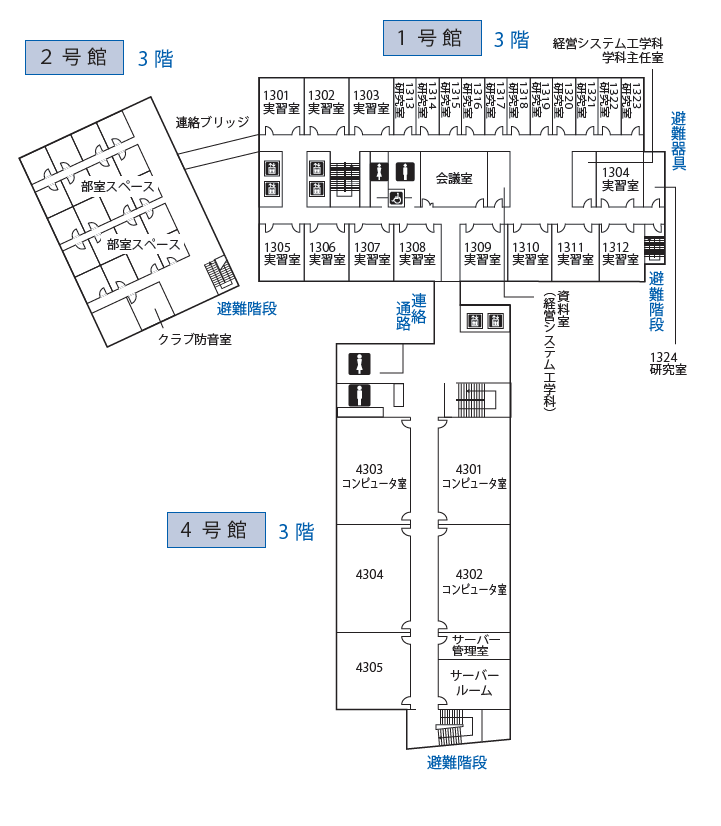 1 号館
3 階
2 号館
3 階
経営システム工学科
学科主任室
1301
実習室
1302
実習室
1303
実習室
1313
研究室
1314
研究室
1315
研究室
1316
研究室
1317
研究室
1318
研究室
1319
研究室
1320
研究室
1321
研究室
1322
研究室
1323
研究室
避難器具
連絡ブリッジ
会議室
1304
実習室
部室スペース
部室スペース
1305
実習室
1306
実習室
1307
実習室
1308
実習室
1309
実習室
1310
実習室
1311
実習室
1312
実習室
避難階段
避難階段
クラブ防音室
連絡
通路
資料室
(経営システム工学科)
1324
研究室
4303
コンピュータ室
4301
コンピュータ室
4 号館
3 階
4304
4302
コンピュータ室
サーバー
管理室
4305
サーバー
ルーム
避難階段